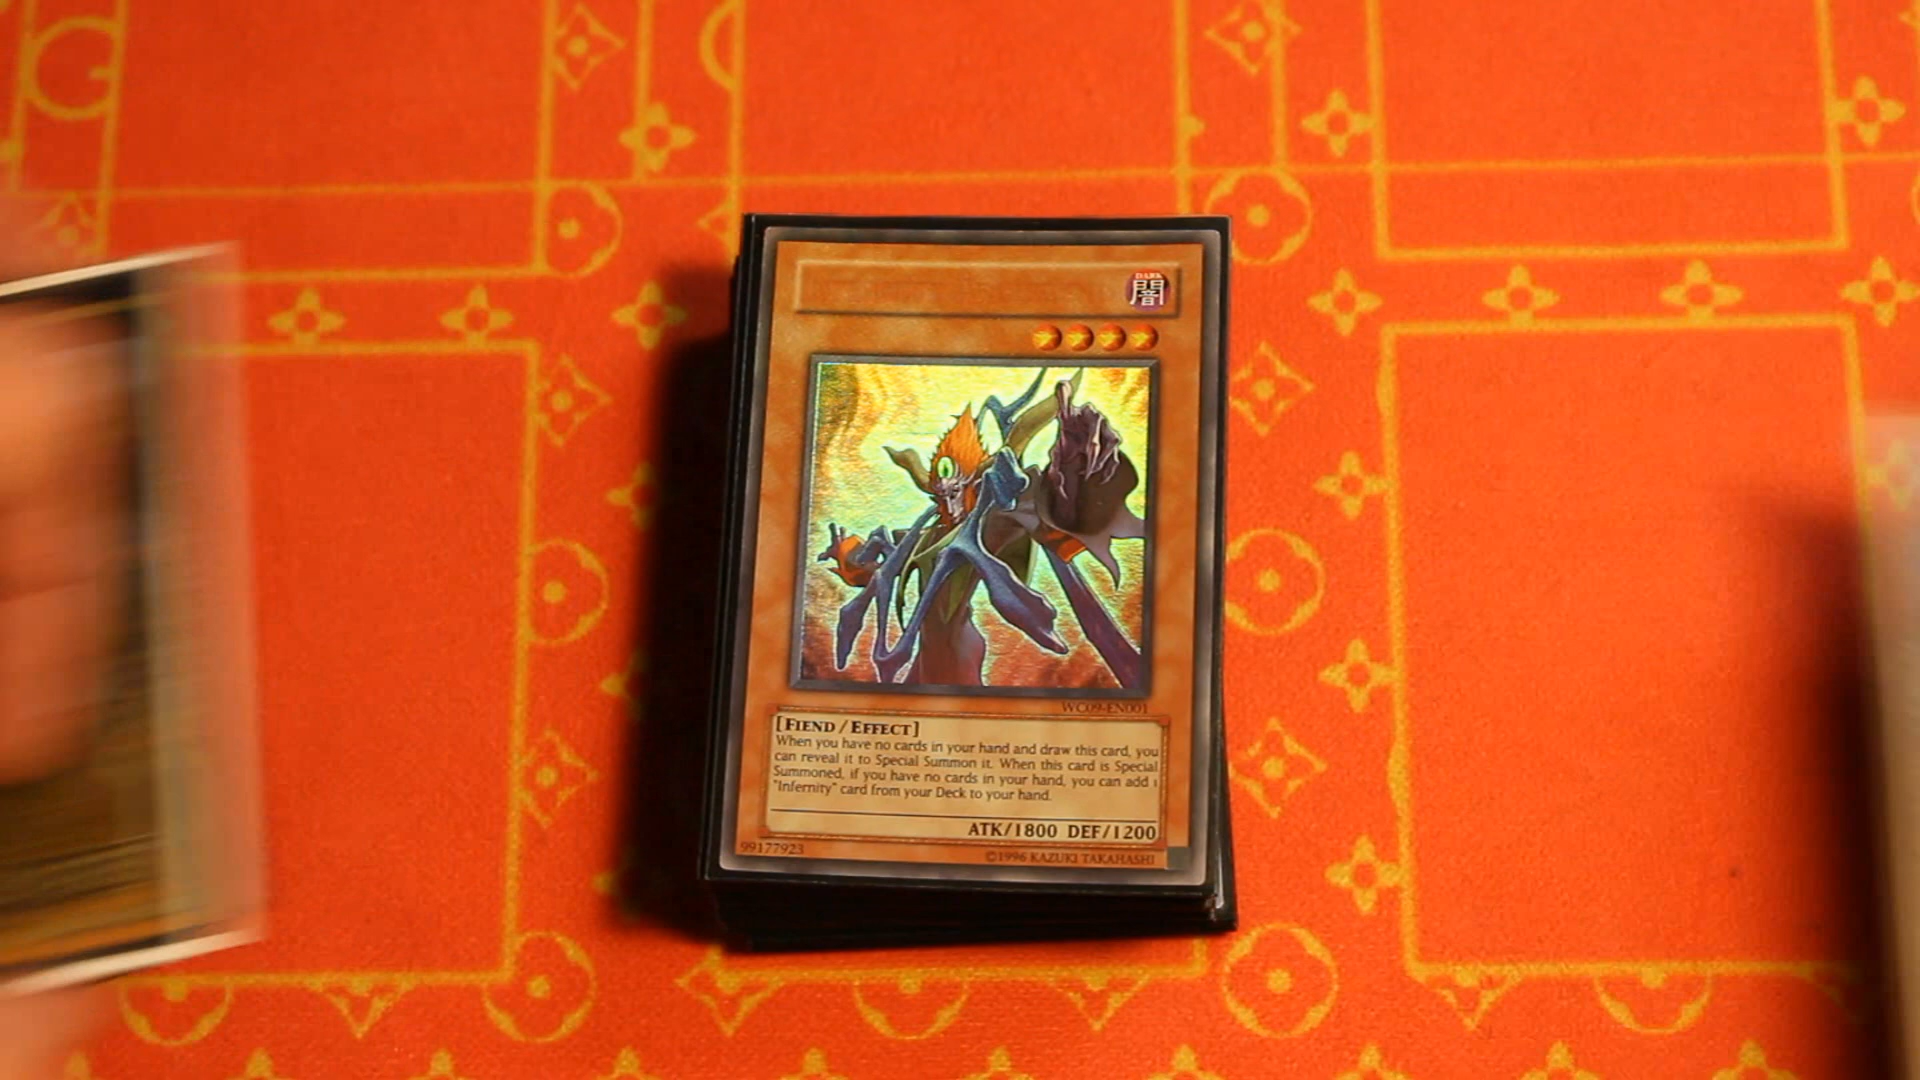 DARK
闇
WC09-EN001
[FIEND / EFFECT]
When you have no cards in your hand and draw this card, you
can reveal it to Special Summon it. When this card is Special
Summoned, if you have no cards in your hand, you can add 1
"Infernity" card from your Deck to your hand.
ATK/1800 DEF/1200
99177923
©1996 KAZUKI TAKAHASHI